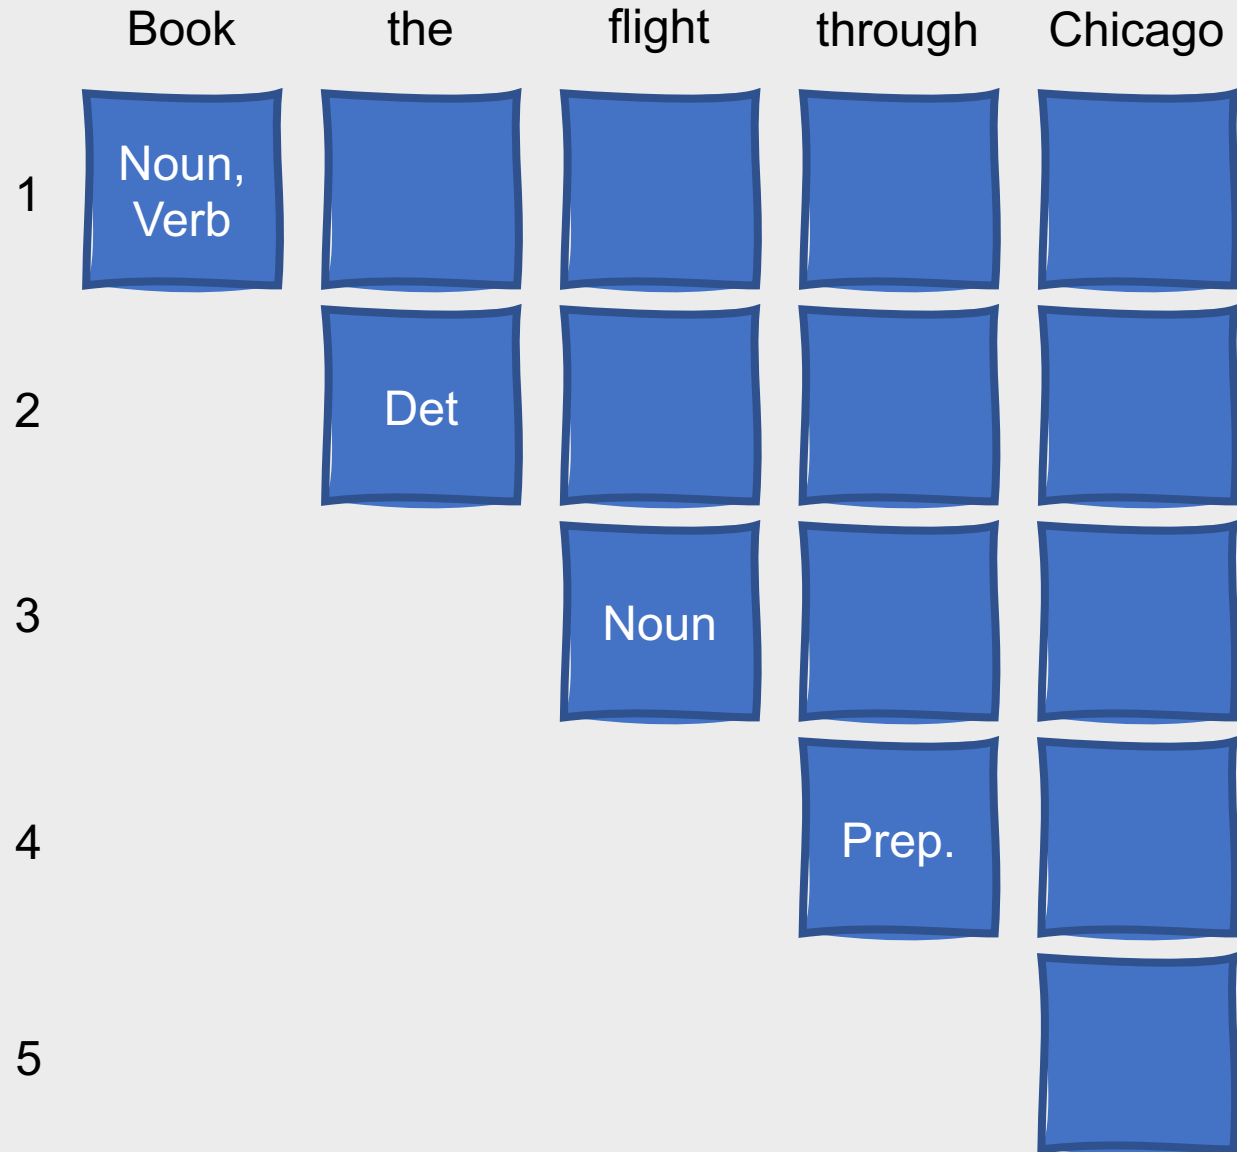 Book the flight through Chicago
1
Noun,
Verb
2
Det
3
Noun
4
Prep.
5